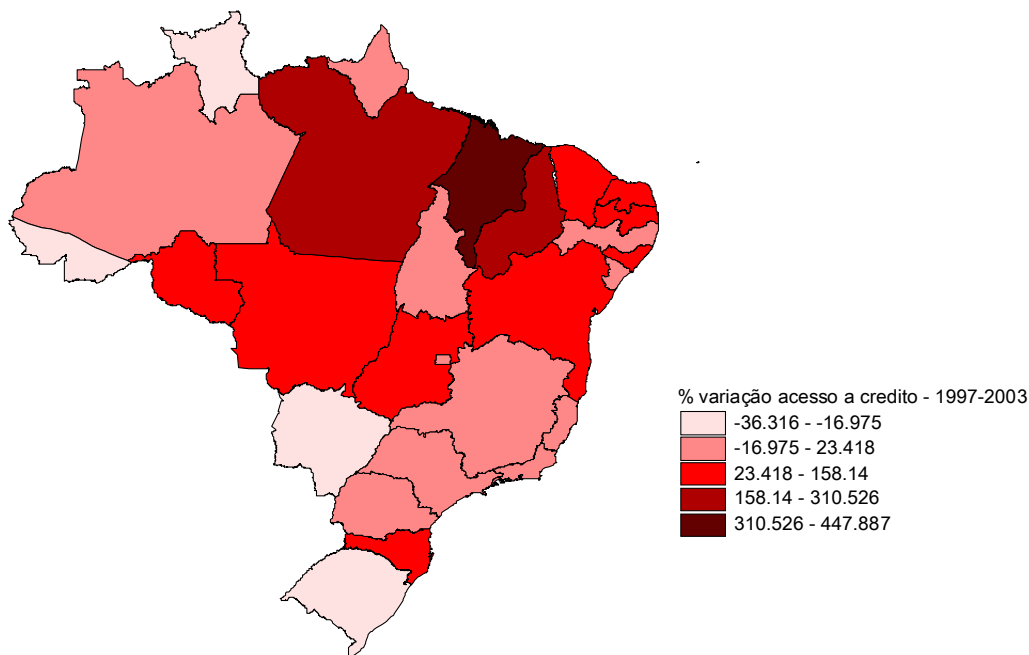 % variação acesso a credito - 1997-2003
-36.316 - -16.975
-16.975 - 23.418
23.418 - 158.14
158.14 - 310.526
310.526 - 447.887